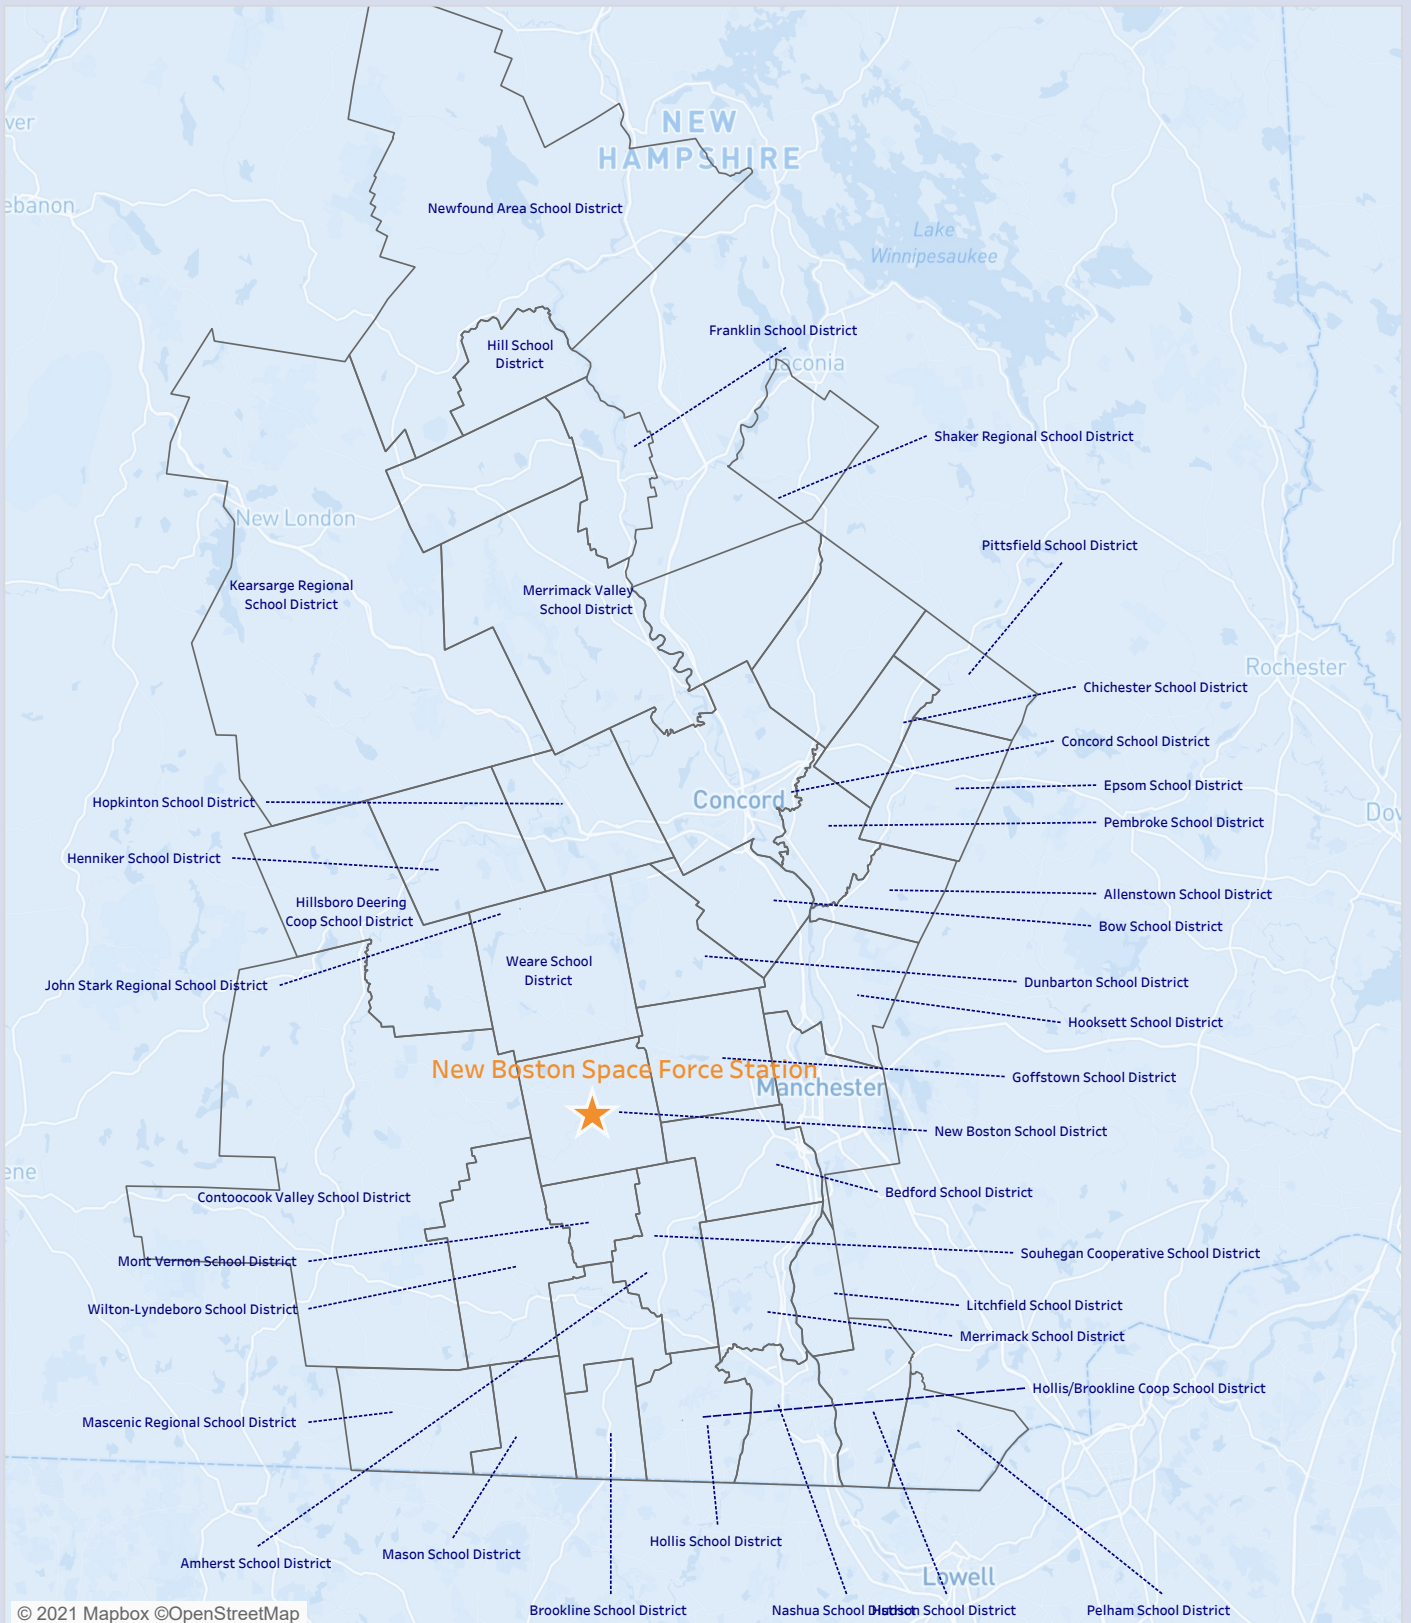 NEW
HAMPSHIRE
Newfound Area School District
Lake
Winnipesaukee
Franklin School District
Hill School
District
Laconia
Shaker Regional School District
New London
Pittsfield School District
Kearsarge Regional
School District
Merrimack Valley
School District
Rochester
Chichester School District
Concord School District
Epsom School District
Hopkinton School District
Concord
Pembroke School District
Henniker School District
Allenstown School District
Hillsboro Deering
Coop School District
Bow School District
Weare School
District
John Stark Regional School District
Dunbarton School District
Hooksett School District
New Boston Space Force Station
Goffstown School District
Manchester
New Boston School District
Bedford School District
Contoocook Valley School District
Mont Vernon School District
Souhegan Cooperative School District
Wilton-Lyndeboro School District
Litchfield School District
Merrimack School District
Hollis/Brookline Coop School District
Mascenic Regional School District
Hollis School District
Mason School District
Amherst School District
Lowell
Brookline School District
Nashua School District
Hudson School District
Pelham School District
© 2021 Mapbox ©OpenStreetMap